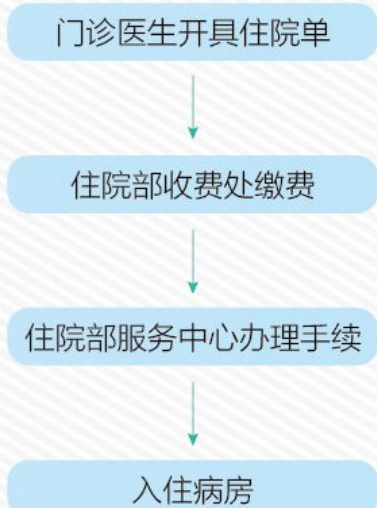 门诊医生开具住院单
住院部收费处缴费
住院部服务中心办理手续
入住病房